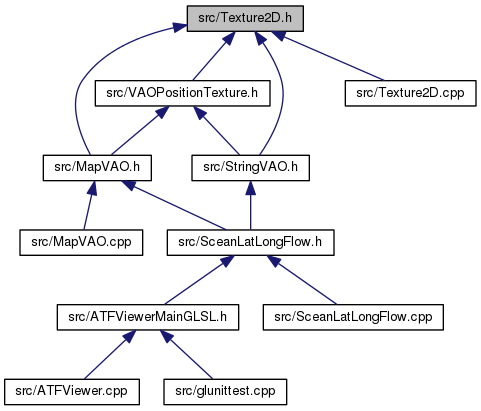 src/Texture2D.h
src/VAOPositionTexture.h
src/Texture2D.cpp
src/MapVAO.h
src/StringVAO.h
src/MapVAO.cpp
src/SceanLatLongFlow.h
src/ATFViewerMainGLSL.h
src/SceanLatLongFlow.cpp
src/ATFViewer.cpp
src/glunittest.cpp